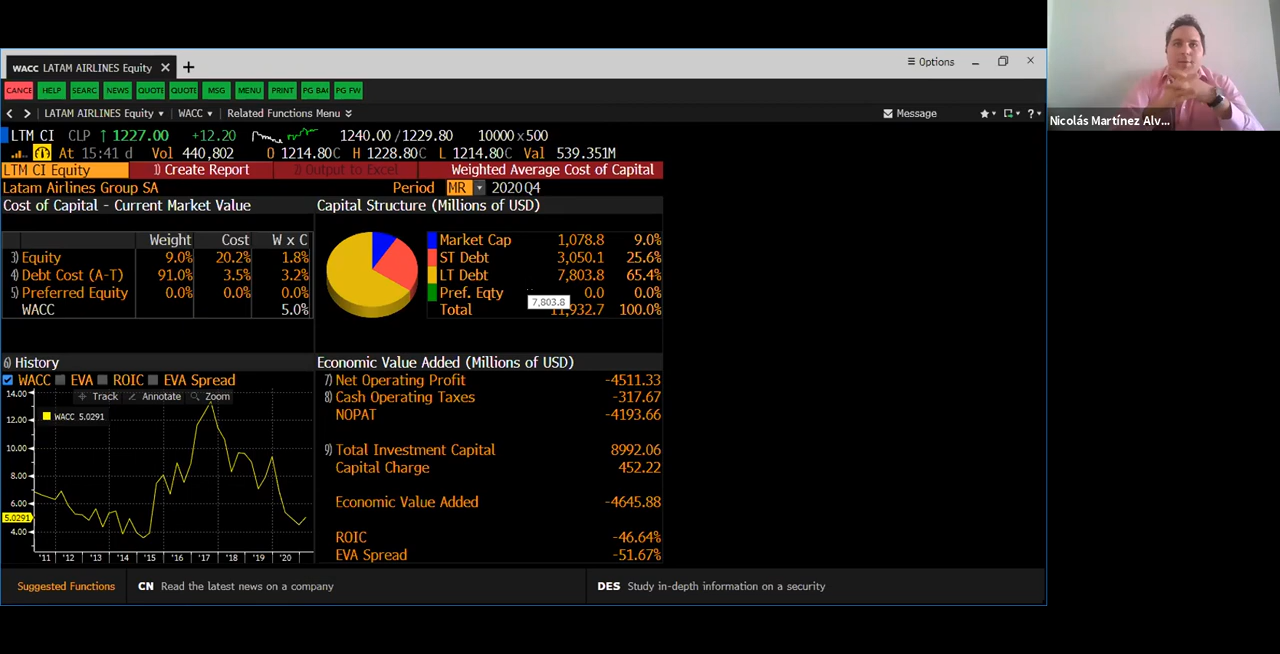 WACC LATAM AIRLINES Equity
Options
CANCE HELP SEARC NEWS QUOTE QUOTE MSG MENU PRINT PG BA PG FW
LATAM AIRLINES Equity WACC Related Functions Menu Message
LTM CI CLP ↑ 1227.00 +12.20 1240.00 /1229.80 10000 x 500
At 15:41 d Vol 440,802 O 1214.80C H 1228.80C L 1214.80C Val 539.351M
LTM CI Equity 1) Create Report 2) Output to Excel Weighted Average Cost of Capital
Latam Airlines Group SA Period MR 2020 Q4
Cost of Capital - Current Market Value
Weight Cost W x C
3) Equity 9.0% 20.2% 1.8%
4) Debt Cost (A-T) 91.0% 3.5% 3.2%
5) Preferred Equity 0.0% 0.0% 0.0%
WACC 5.0%
Capital Structure (Millions of USD)
Market Cap 1,078.8 9.0%
ST Debt 3,050.1 25.6%
LT Debt 7,803.8 65.4%
Pref. Eqty 0.0 0.0%
7,803.8
Total 11,932.7 100.0%
6) History
WACC EVA ROIC EVA Spread
Track Annotate Zoom
WACC 5.0291
14.00
12.00
10.00
8.00
6.00
5.0291
4.00
'11 '12 '13 '14 '15 '16 '17 '18 '19 '20
Economic Value Added (Millions of USD)
7) Net Operating Profit -4511.33
8) Cash Operating Taxes -317.67
NOPAT -4193.66
9) Total Investment Capital 8992.06
Capital Charge 452.22
Economic Value Added -4645.88
ROIC -46.64%
EVA Spread -51.67%
Suggested Functions CN Read the latest news on a company DES Study in-depth information on a security
Nicolás Martínez Alv...